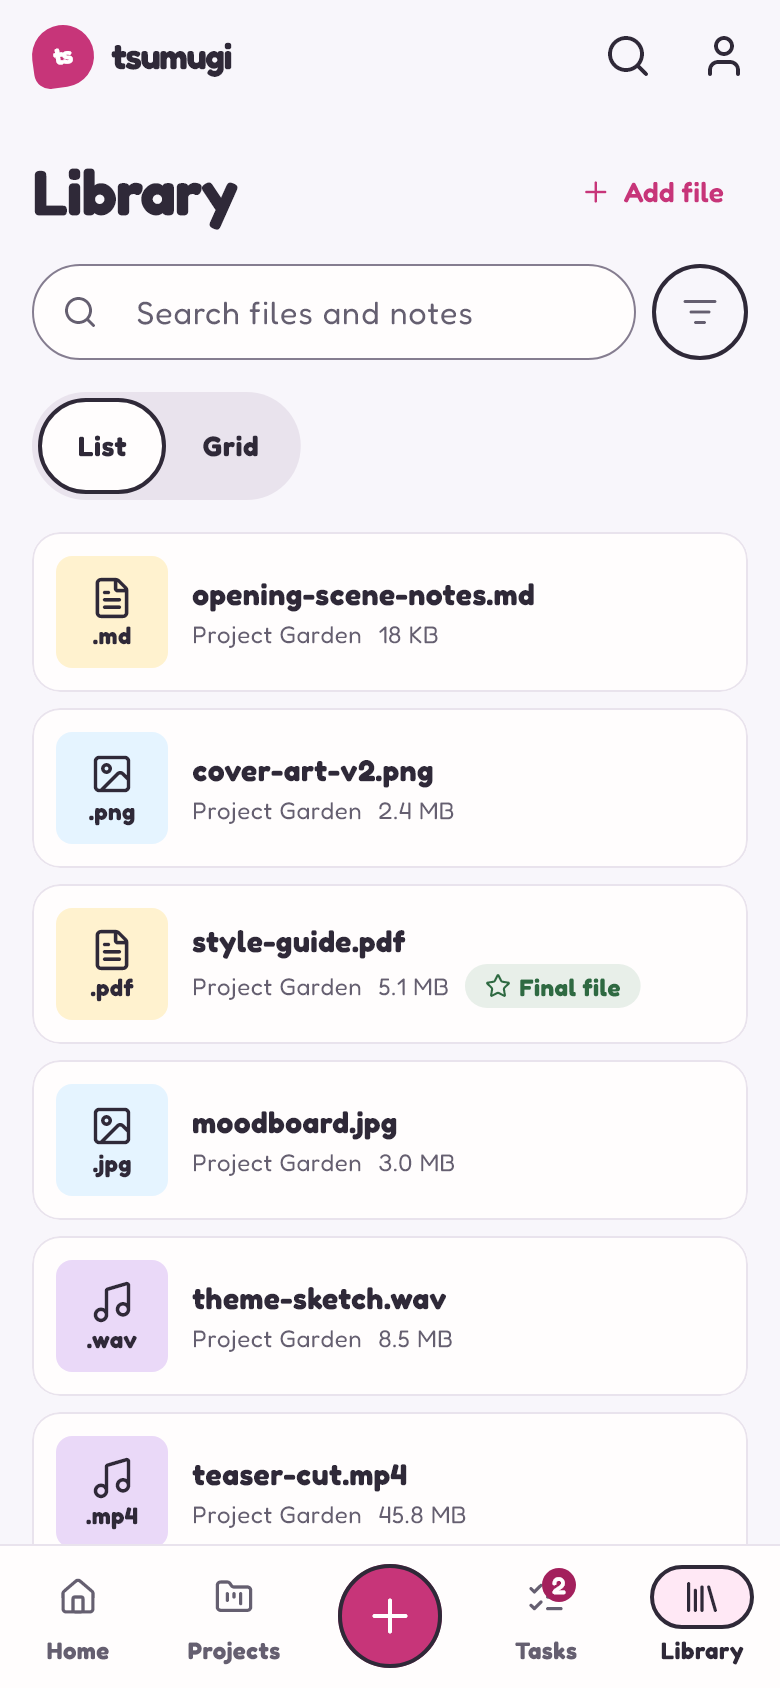 ts tsumugi
Library
+ Add file
Search files and notes
List Grid
.md
opening-scene-notes.md
Project Garden 18 KB
.png
cover-art-v2.png
Project Garden 2.4 MB
.pdf
style-guide.pdf
Project Garden 5.1 MB Final file
.jpg
moodboard.jpg
Project Garden 3.0 MB
.wav
theme-sketch.wav
Project Garden 8.5 MB
.mp4
teaser-cut.mp4
Project Garden 45.8 MB
2
Home Projects Tasks Library